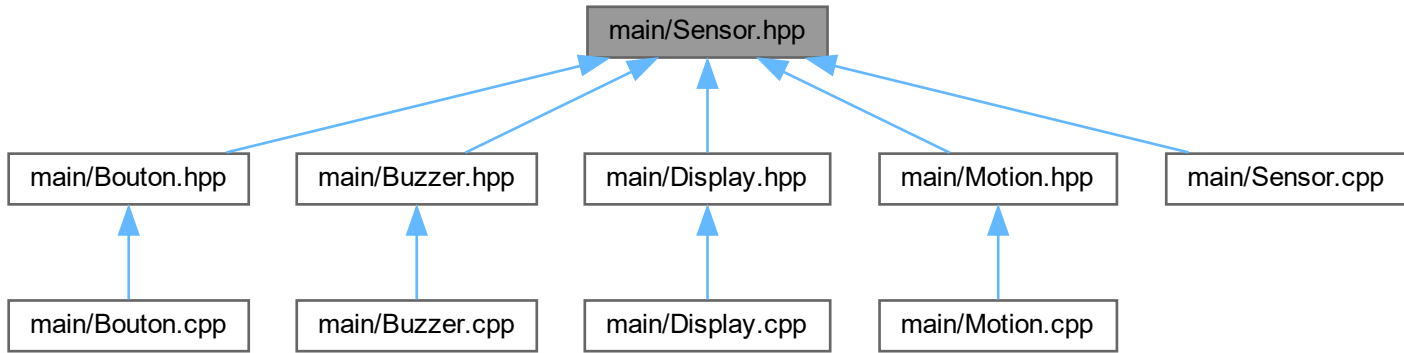 main/Sensor.hpp
main/Bouton.hpp
main/Buzzer.hpp
main/Display.hpp
main/Motion.hpp
main/Sensor.cpp
main/Bouton.cpp
main/Buzzer.cpp
main/Display.cpp
main/Motion.cpp